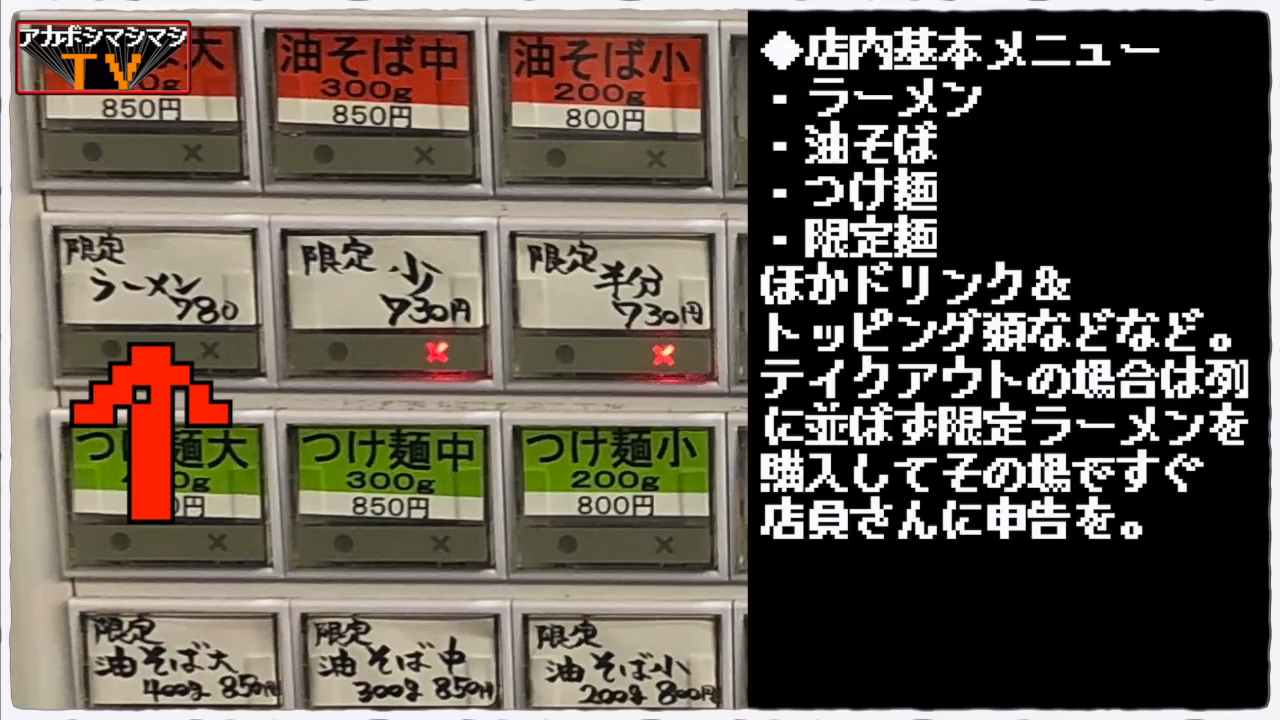 アカボシマシマシ
TV
大
0g
850円
油そば中
300g
850円
油そば小
200g
800円
限定
ラーメン
780
限定
少
730円
限定
半分
730円
つけ麺大
0g
0円
つけ麺中
300g
850円
つけ麺小
200g
800円
限定
油そば大
400g 850円
限定
油そば中
300g 850円
限定
油そば小
200g 800円
◆店内基本メニュー
・ラーメン
・油そば
・つけ麺
・限定麺
ほかドリンク&
トッピング類などなど。
テイクアウトの場合は列
に並ばず限定ラーメンを
購入してその場ですぐ
店員さんに申告を。